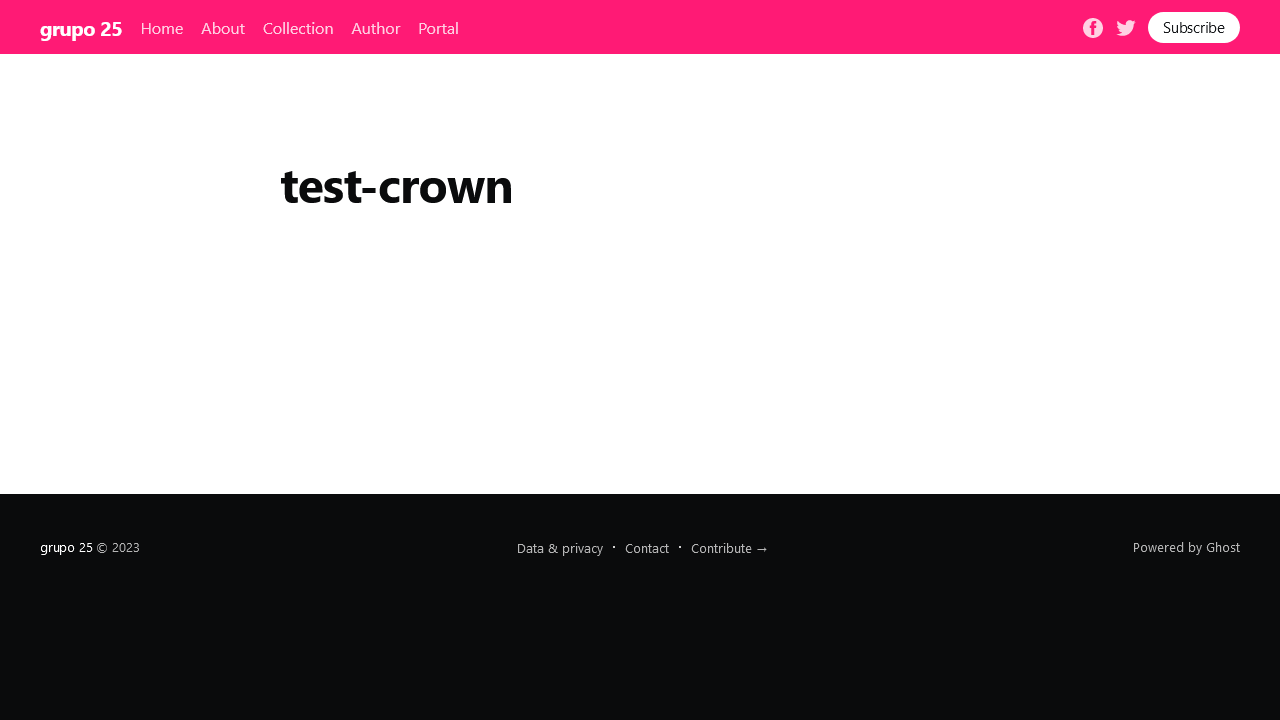 grupo 25 Home About Collection Author Portal Subscribe
test-crown
grupo 25 © 2023 Data & privacy · Contact · Contribute → Powered by Ghost